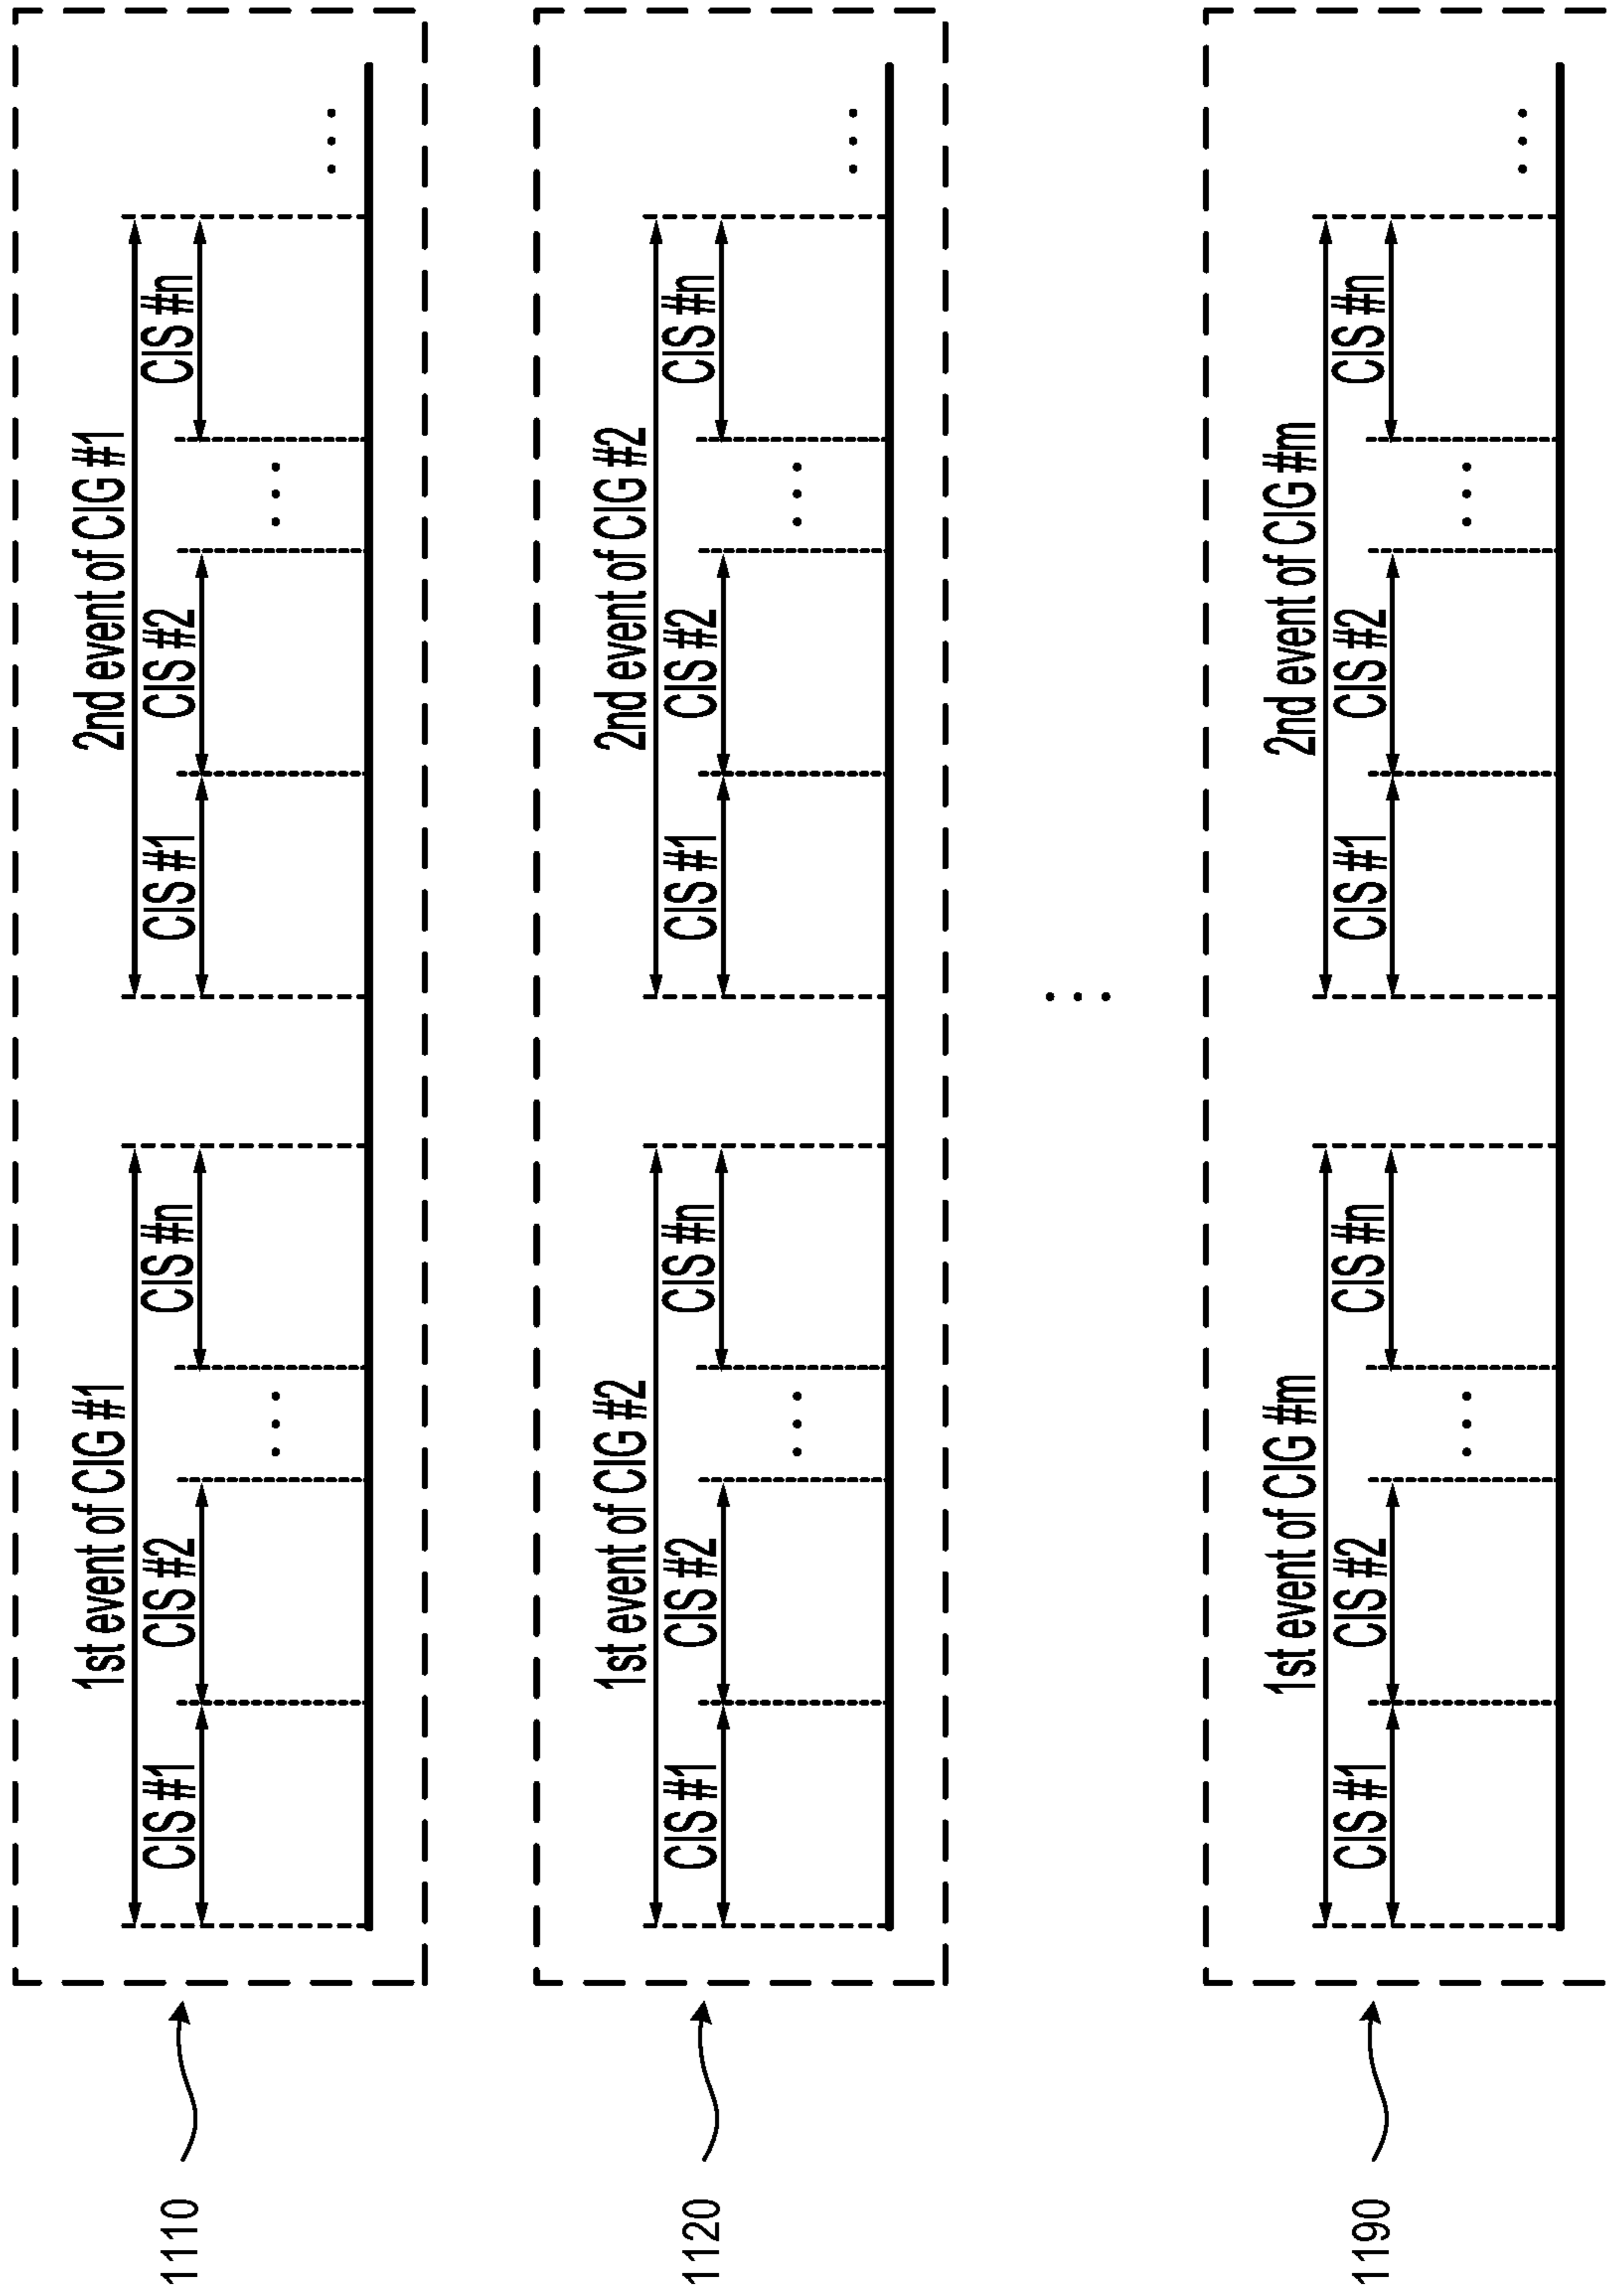 1110
1st event of CIG #1
2nd event of CIG #1
CIS #1
CIS #2
...
CIS #n
CIS #1
CIS #2
...
CIS #n
...
1120
1st event of CIG #2
2nd event of CIG #2
CIS #1
CIS #2
...
CIS #n
CIS #1
CIS #2
...
CIS #n
...
...
1190
1st event of CIG #m
2nd event of CIG #m
CIS #1
CIS #2
...
CIS #n
CIS #1
CIS #2
...
CIS #n
...